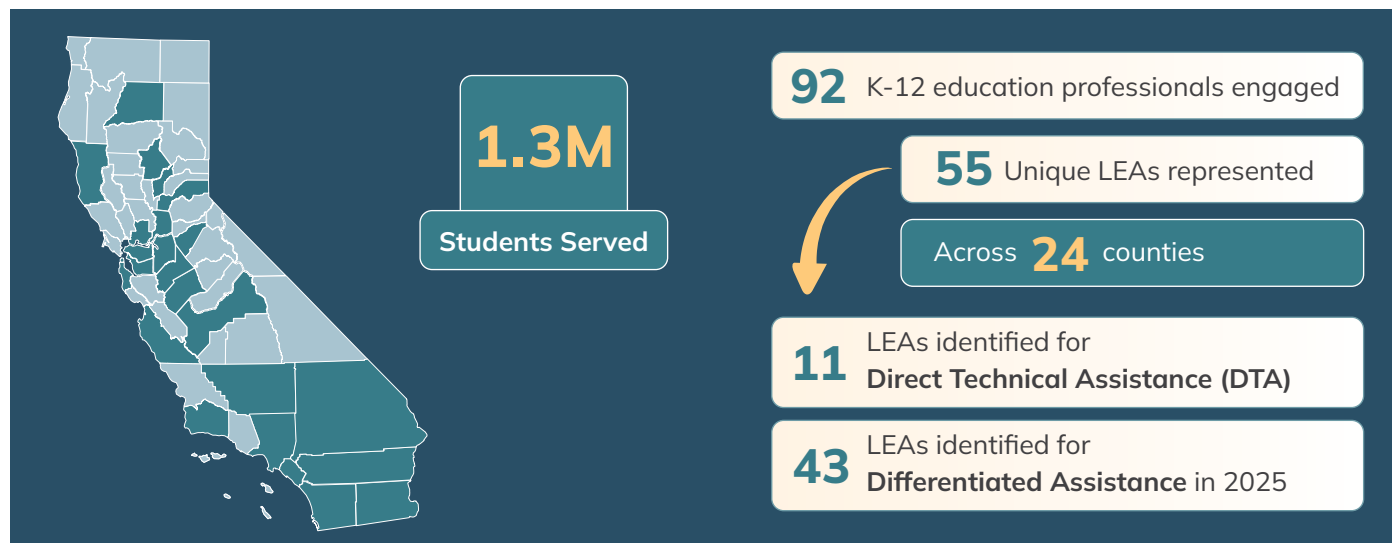 1.3M
Students Served
92 K-12 education professionals engaged
55 Unique LEAs represented
Across 24 counties
11 LEAs identified for
Direct Technical Assistance (DTA)
43 LEAs identified for
Differentiated Assistance in 2025